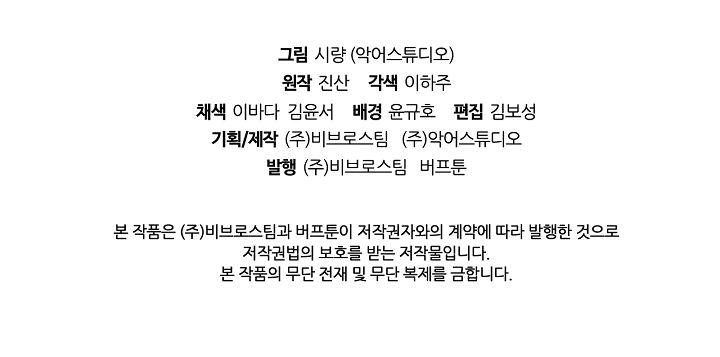 그림 시량 (악어스튜디오)
원작 진산 각색 이하주
채색 이바다 김윤서 배경 윤규호 편집 김보성
기획/제작 (주)비브로스팀 (주)악어스튜디오
발행 (주)비브로스팀 버프툰
본 작품은 (주)비브로스팀과 버프툰이 저작권자와의 계약에 따라 발행한 것으로
저작권법의 보호를 받는 저작물입니다.
본 작품의 무단 전재 및 무단 복제를 금합니다.